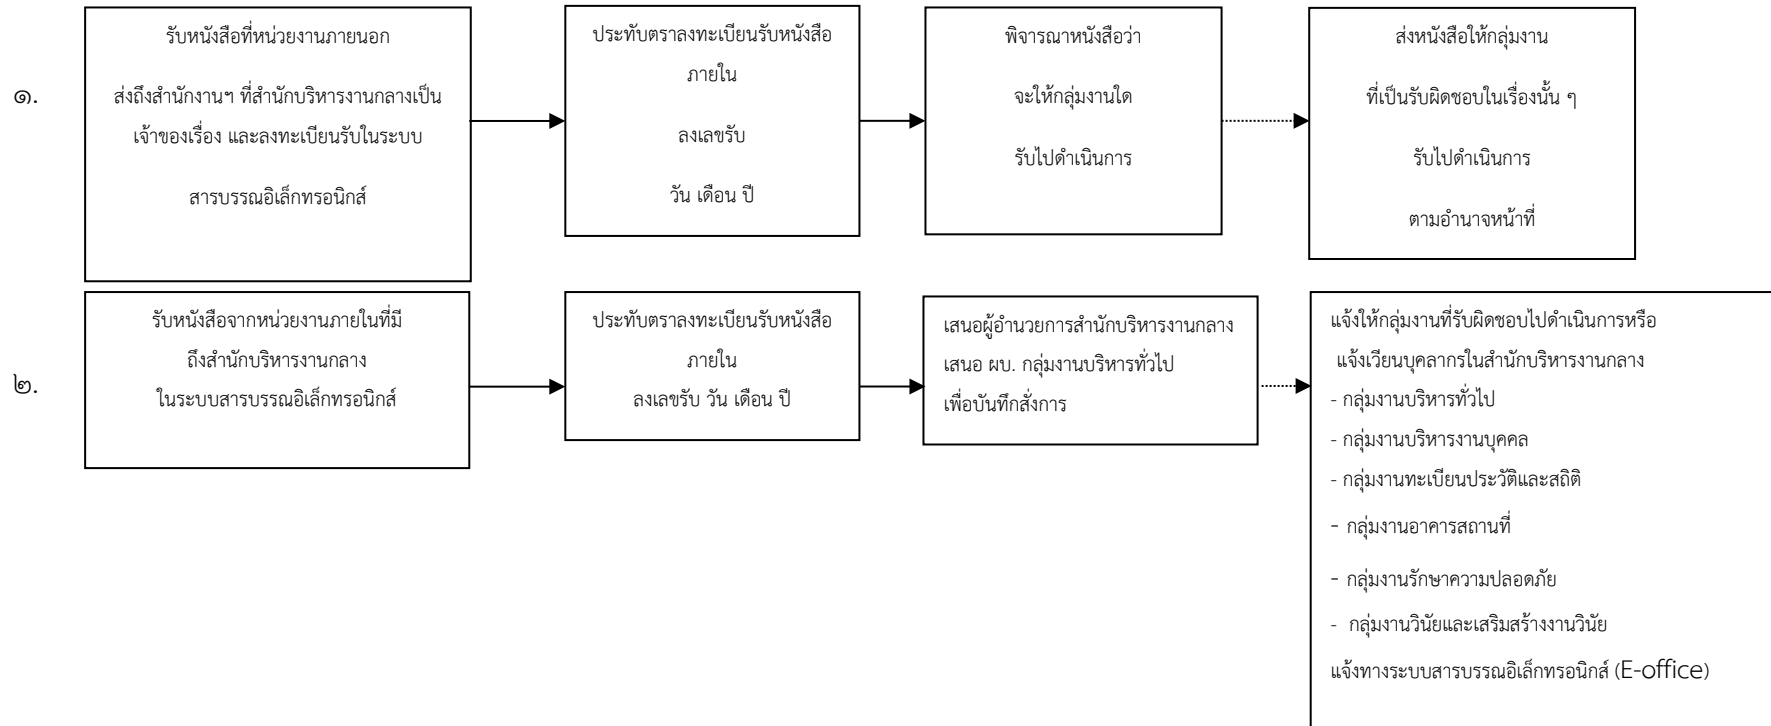 ๑.
รับหนังสือที่หน่วยงานภายนอก
ส่งถึงสำนักงานฯ ที่สำนักบริหารงานกลางเป็น
เจ้าของเรื่อง และลงทะเบียนรับในระบบ
สารบรรณอิเล็กทรอนิกส์
ประทับตราลงทะเบียนรับหนังสือ
ภายใน
ลงเลขรับ
วัน เดือน ปี
พิจารณาหนังสือว่า
จะให้กลุ่มงานใด
รับไปดำเนินการ
ส่งหนังสือให้กลุ่มงาน
ที่เป็นรับผิดชอบในเรื่องนั้น ๆ
รับไปดำเนินการ
ตามอำนาจหน้าที่
๒.
รับหนังสือจากหน่วยงานภายในที่มี
ถึงสำนักบริหารงานกลาง
ในระบบสารบรรณอิเล็กทรอนิกส์
ประทับตราลงทะเบียนรับหนังสือ
ภายใน
ลงเลขรับ วัน เดือน ปี
เสนอผู้อำนวยการสำนักบริหารงานกลาง
เสนอ ผบ. กลุ่มงานบริหารทั่วไป
เพื่อบันทึกสั่งการ
แจ้งให้กลุ่มงานที่รับผิดชอบไปดำเนินการหรือ
แจ้งเวียนบุคลากรในสำนักบริหารงานกลาง
- กลุ่มงานบริหารทั่วไป
- กลุ่มงานบริหารงานบุคคล
- กลุ่มงานทะเบียนประวัติและสถิติ
- กลุ่มงานอาคารสถานที่
- กลุ่มงานรักษาความปลอดภัย
- กลุ่มงานวินัยและเสริมสร้างงานวินัย
แจ้งทางระบบสารบรรณอิเล็กทรอนิกส์ (E-office)